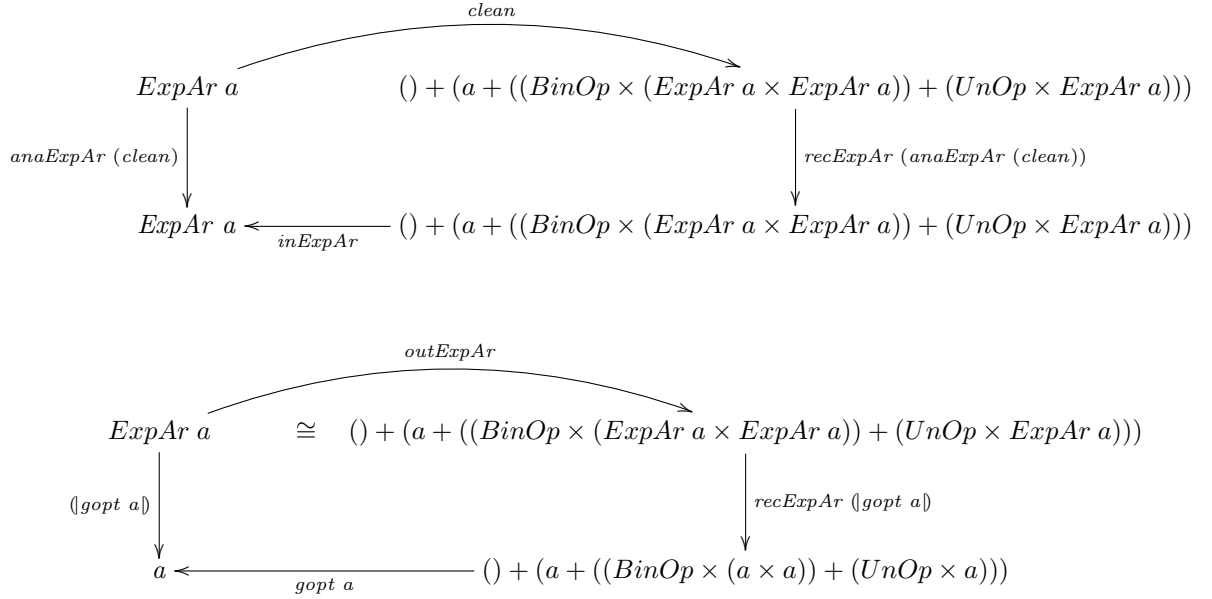 clean
ExpAr a () + (a + ((BinOp × (ExpAr a × ExpAr a)) + (UnOp × ExpAr a)))
anaExpAr (clean) recExpAr (anaExpAr (clean))
ExpAr a () + (a + ((BinOp × (ExpAr a × ExpAr a)) + (UnOp × ExpAr a)))
inExpAr
outExpAr
ExpAr a ≅ () + (a + ((BinOp × (ExpAr a × ExpAr a)) + (UnOp × ExpAr a)))
⦇gopt a⦈ recExpAr ⦇gopt a⦈
a () + (a + ((BinOp × (a × a)) + (UnOp × a)))
gopt a